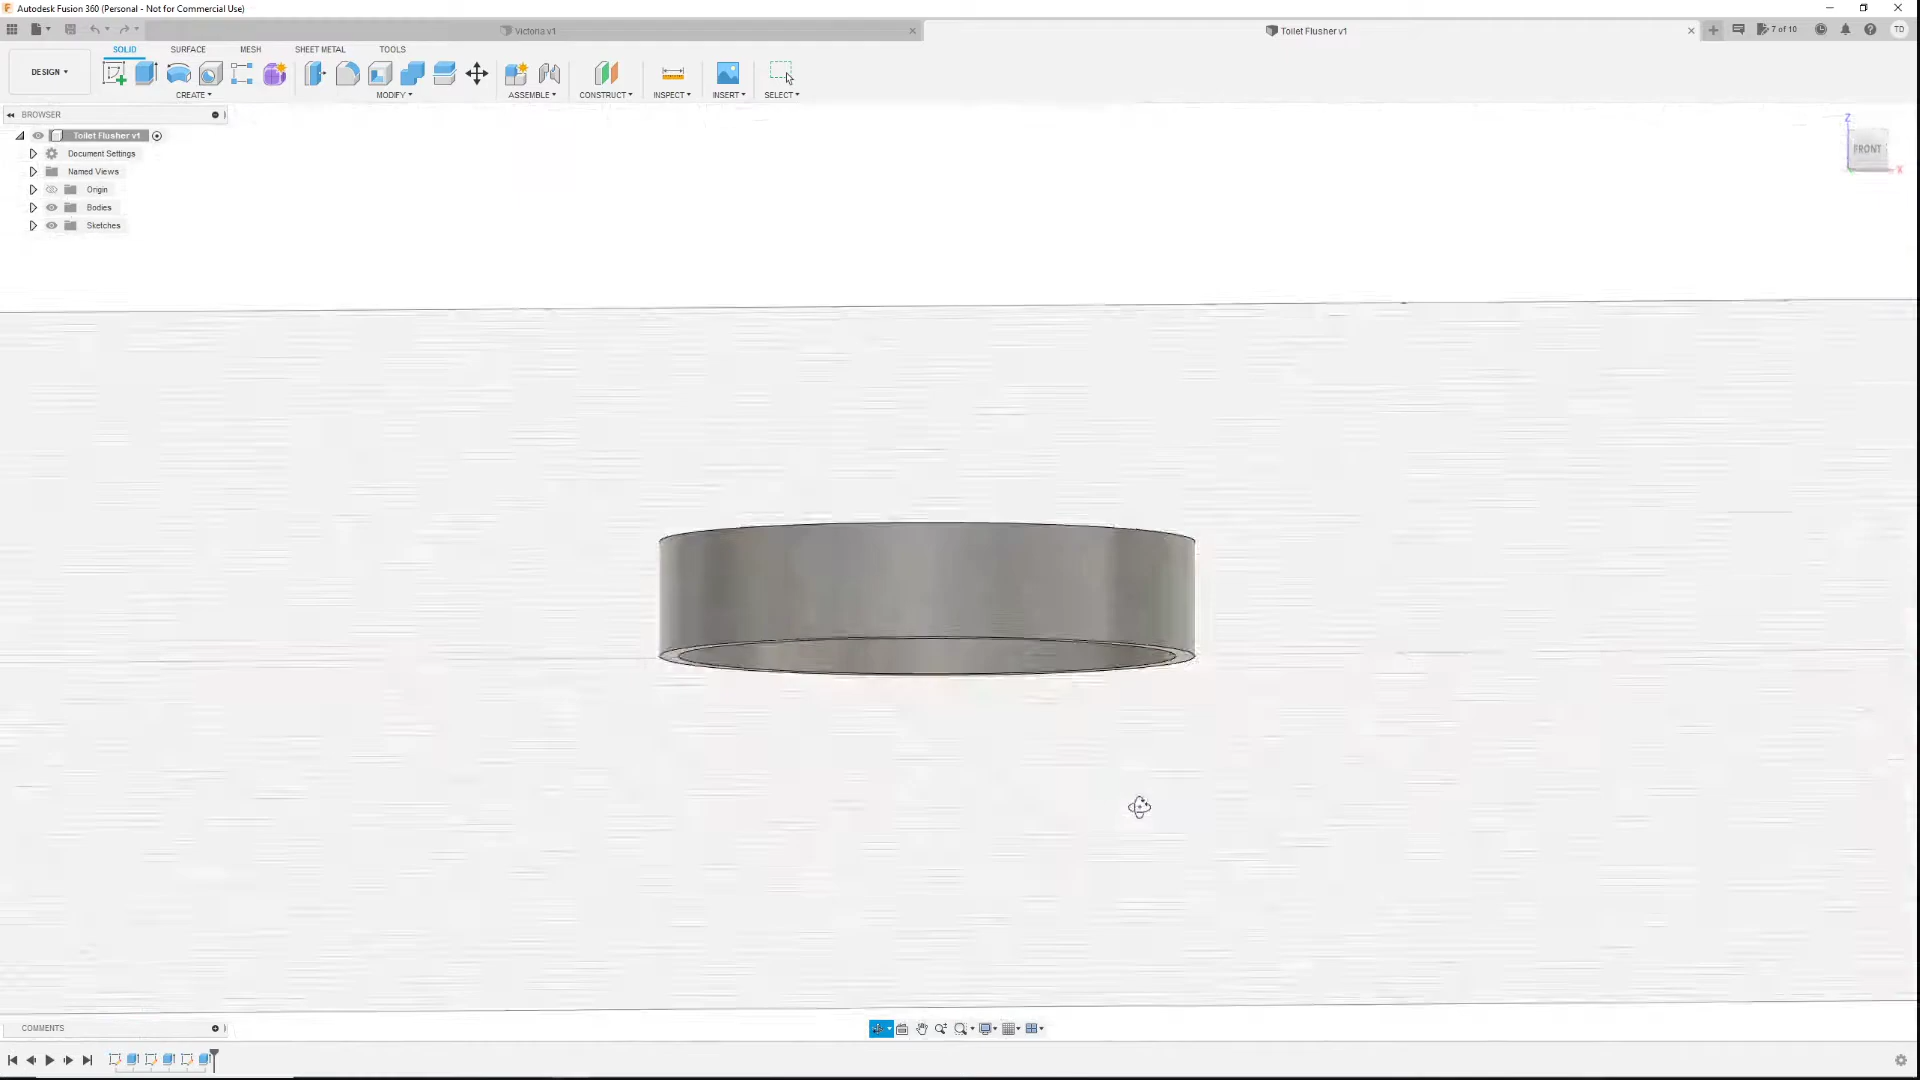 Autodesk Fusion 360 (Personal - Not for Commercial Use)
Victoria v1
Toilet Flusher v1
7 of 10
TD
SOLID
SURFACE
MESH
SHEET METAL
TOOLS
DESIGN
CREATE
MODIFY
ASSEMBLE
CONSTRUCT
INSPECT
INSERT
SELECT
BROWSER
Toilet Flusher v1
Document Settings
Named Views
Origin
Bodies
Sketches
Z
FRONT
X
COMMENTS